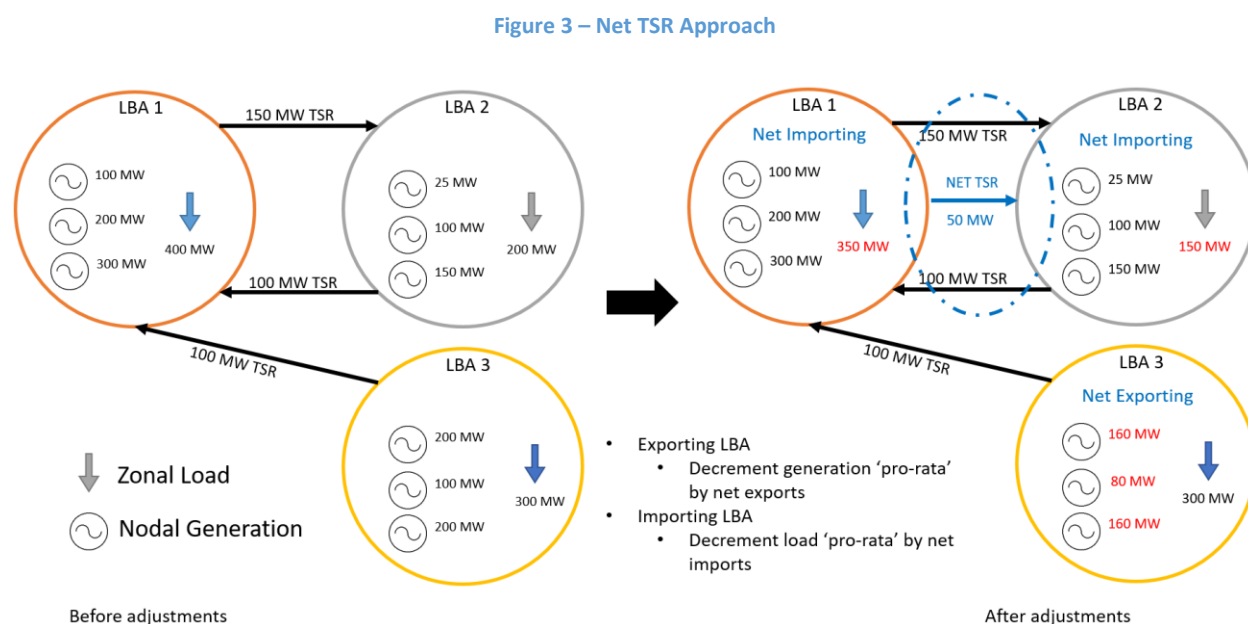 Figure 3 – Net TSR Approach
LBA 1
150 MW TSR
LBA 2
100 MW
200 MW
300 MW
400 MW
25 MW
100 MW
150 MW
200 MW
100 MW TSR
100 MW TSR
LBA 3
200 MW
100 MW
200 MW
300 MW
Zonal Load
Nodal Generation
Before adjustments
LBA 1
Net Importing
150 MW TSR
LBA 2
Net Importing
100 MW
200 MW
300 MW
350 MW
NET TSR
50 MW
25 MW
100 MW
150 MW
150 MW
100 MW TSR
100 MW TSR
LBA 3
Net Exporting
160 MW
80 MW
160 MW
300 MW
• Exporting LBA
• Decrement generation ‘pro-rata’
by net exports
• Importing LBA
• Decrement load ‘pro-rata’ by net
imports
After adjustments